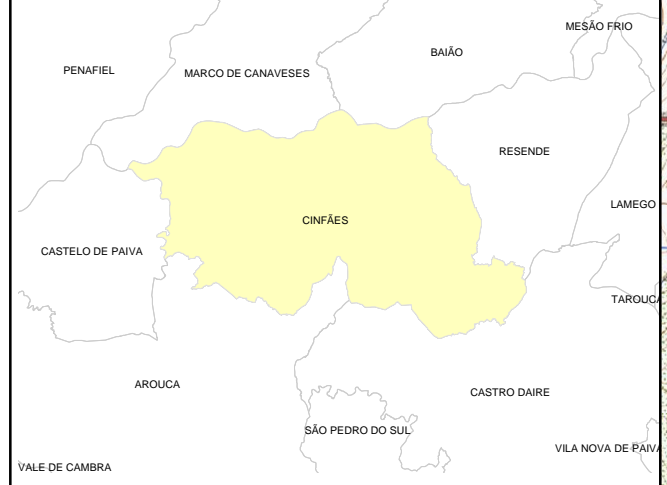 MESÃO FRIO
BAIÃO
PENAFIEL
MARCO DE CANAVESES
RESENDE
LAMEGO
CINFÃES
CASTELO DE PAIVA
TAROUCA
AROUCA
CASTRO DAIRE
SÃO PEDRO DO SUL
VILA NOVA DE PAIVA
VALE DE CAMBRA